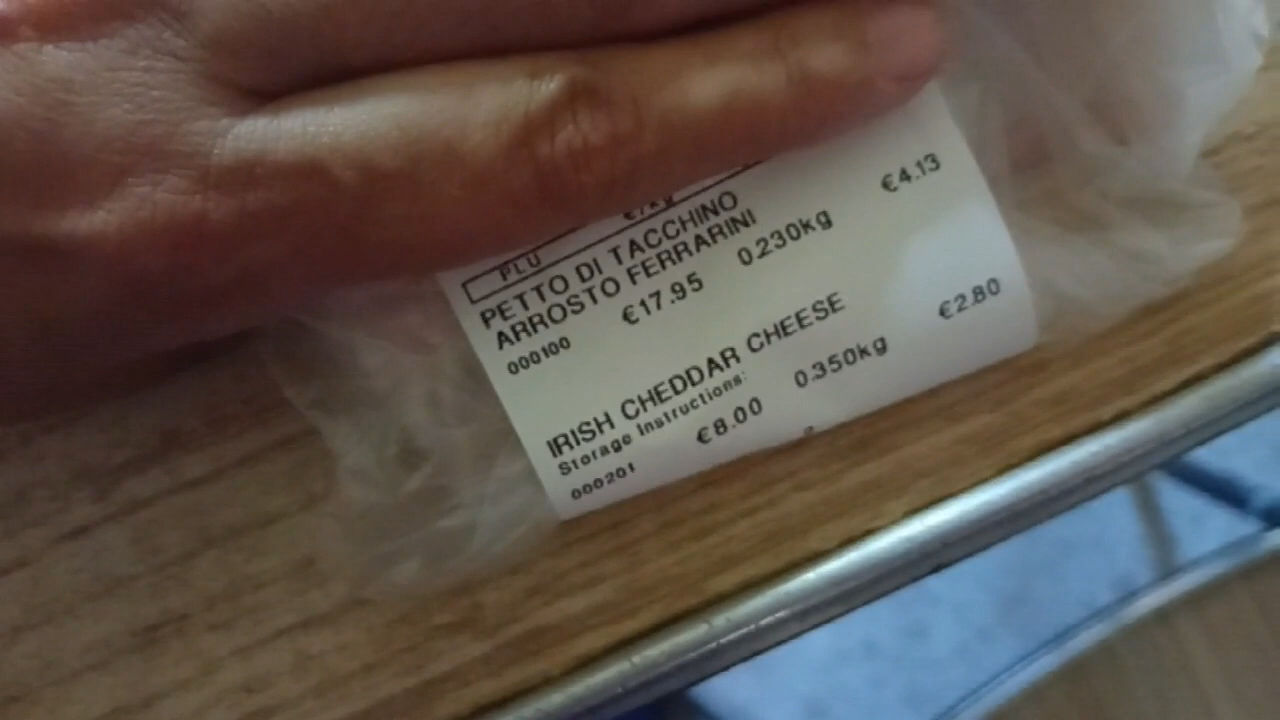 PLU €/kg
PETTO DI TACCHINO
ARROSTO FERRARINI
000100 €17.95 0.230kg €4.13
IRISH CHEDDAR CHEESE
Storage Instructions:
000201 €8.00 0.350kg €2.80